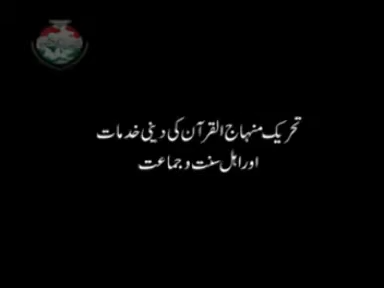 تحریک منہاج القرآن کی دینی خدمات
اور اہل سنت و جماعت